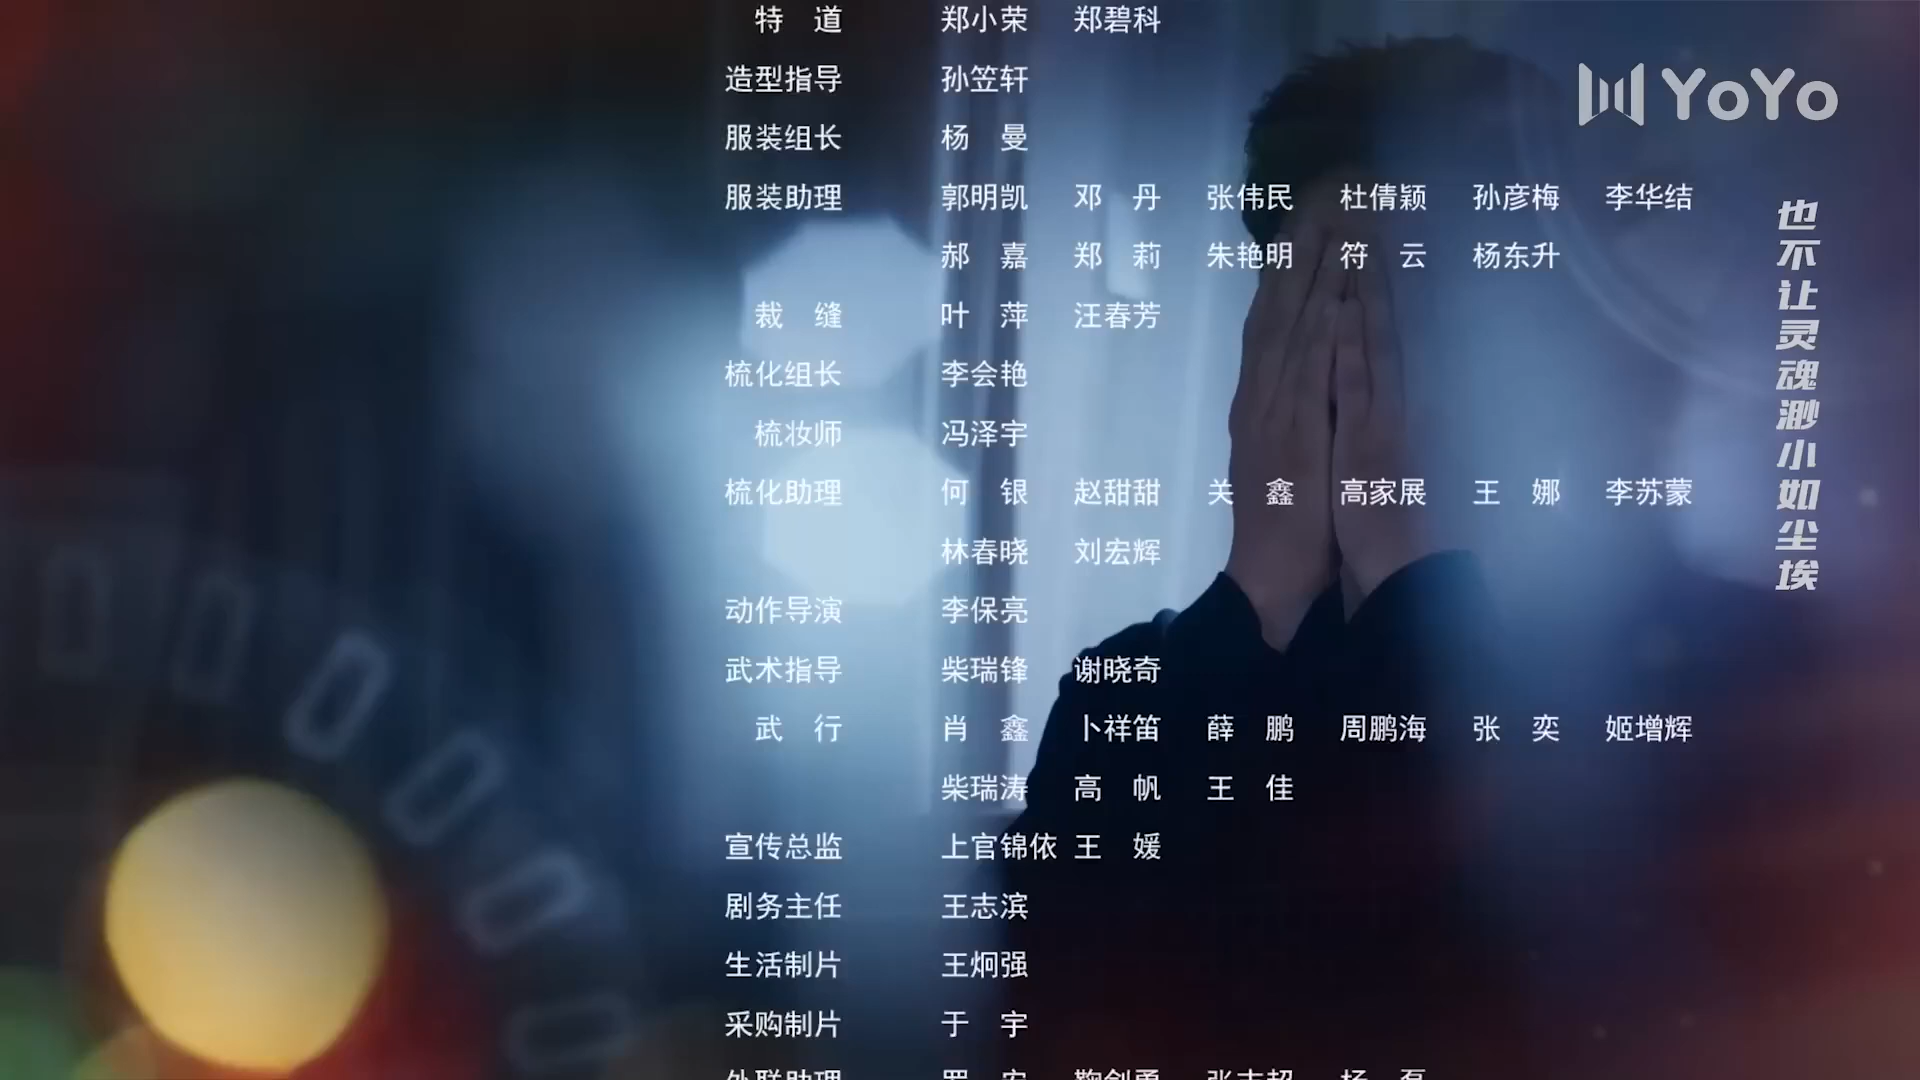 特　道　郑小荣　郑碧科
造型指导　孙笠轩
服装组长　杨　曼
服装助理　郭明凯　邓　丹　张伟民　杜倩颖　孙彦梅　李华结
郝　嘉　郑　莉　朱艳明　符　云　杨东升
裁　缝　叶　萍　汪春芳
梳化组长　李会艳
梳妆师　冯泽宇
梳化助理　何　银　赵甜甜　关　鑫　高家展　王　娜　李苏蒙
林春晓　刘宏辉
动作导演　李保亮
武术指导　柴瑞锋　谢晓奇
武　行　肖　鑫　卜祥笛　薛　鹏　周鹏海　张　奕　姬增辉
柴瑞涛　高　帆　王　佳
宣传总监　上官锦依　王　媛
剧务主任　王志滨
生活制片　王炯强
采购制片　于　宇
外联助理
YoYo
也不让灵魂渺小如尘埃